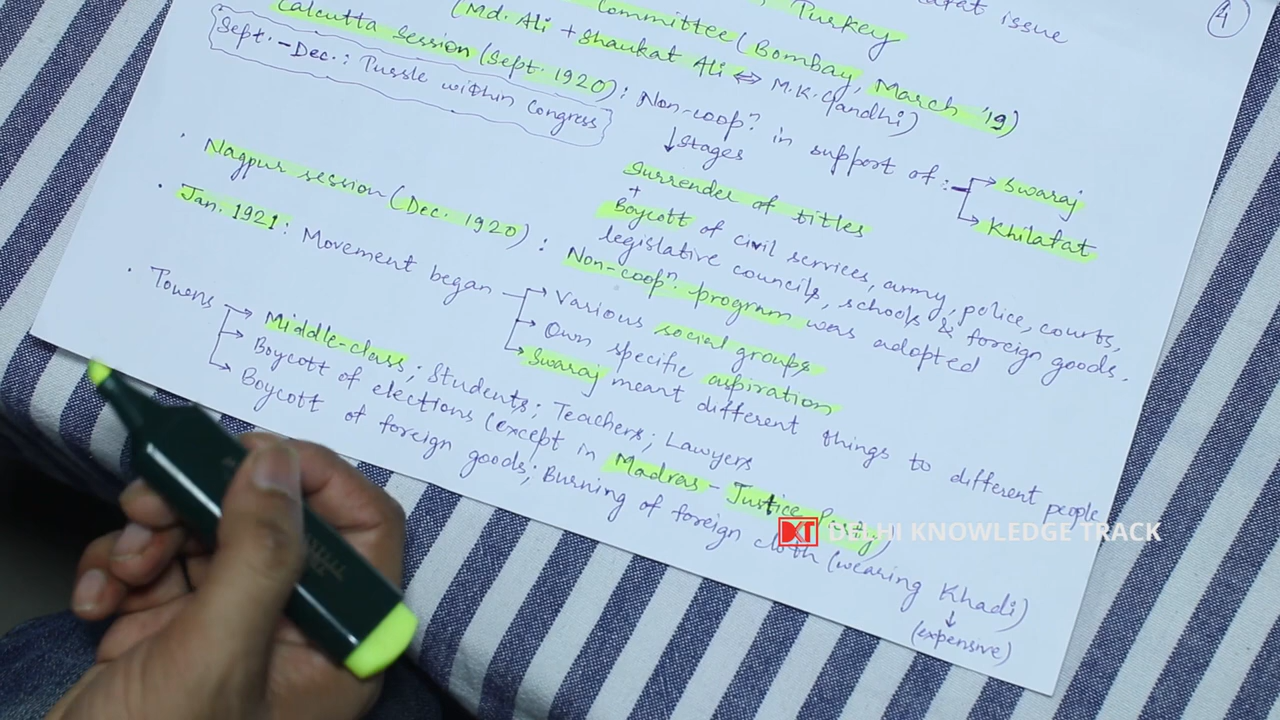 ④
afat issue
, Turkey
Committee (Bombay, March '19)
(Md. Ali + Shaukat Ali ⇔ M.K. Gandhi)
Calcutta Session (Sept. 1920) : Non-coopⁿ in support of :- → Swaraj
→ Khilafat
Sept. - Dec. : Tussle within Congress
↓ stages
Surrender of titles
+
Boycott of civil services, army, police, courts,
legislative councils, schools & foreign goods.
• Nagpur session (Dec. 1920) : Non-coopⁿ program was adopted
• Jan. 1921 : Movement began → Various social groups
→ Own specific aspiration
→ Swaraj meant different things to different people
• Towns → Middle-class ; Students ; Teachers ; Lawyers
→ Boycott of elections (except in Madras - Justice Party)
→ Boycott of foreign goods ; Burning of foreign cloth (wearing Khadi)
↓
(expensive)
DKT DELHI KNOWLEDGE TRACK